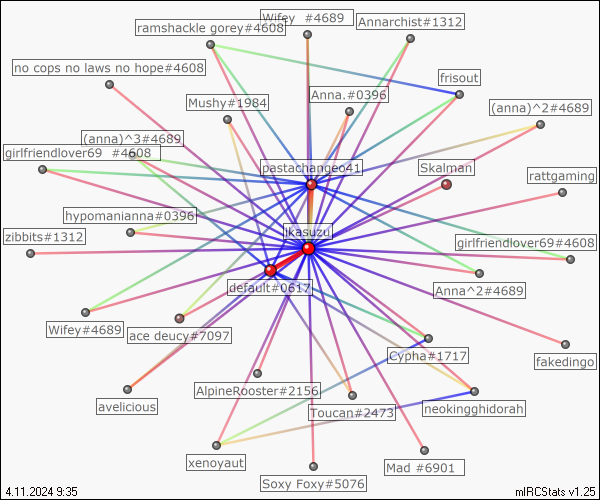 Wifey #4689
ramshackle gorey#4608
Annarchist#1312
no cops no laws no hope#4608
frisout
Mushy#1984
Anna.#0396
(anna)^2#4689
(anna)^3#4689
girlfriendlover69 #4608
pastachangeo41
Skalman
rattgaming
hypomanianna#0396
zibbits#1312
ikasuzu
girlfriendlover69#4608
default#0617
Anna^2#4689
Wifey#4689
ace deucy#7097
Cypha#1717
fakedingo
AlpineRooster#2156
avelicious
Toucan#2473
neokingghidorah
xenoyaut
Mad #6901
Soxy Foxy#5076
4.11.2024 9:35
mIRCStats v1.25